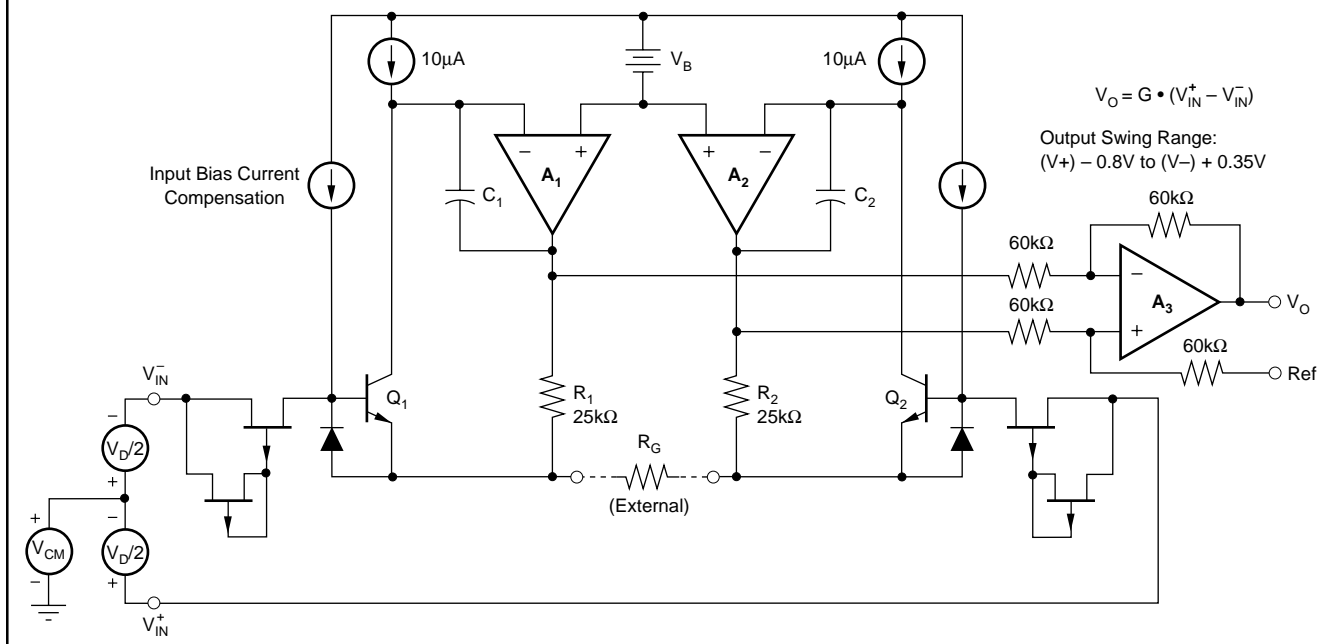 10µA
V_B
10µA
V_O = G • (V_IN^+ – V_IN^–)
Output Swing Range:
(V+) – 0.8V to (V–) + 0.35V
Input Bias Current
Compensation
– +
A_1
+ –
A_2
C_1
C_2
60kΩ
60kΩ
–
A_3
+
V_O
60kΩ
60kΩ
Ref
V_IN^–
Q_1
R_1
25kΩ
R_2
25kΩ
Q_2
–
V_D/2
+
R_G
(External)
+
V_CM
–
–
V_D/2
+
V_IN^+